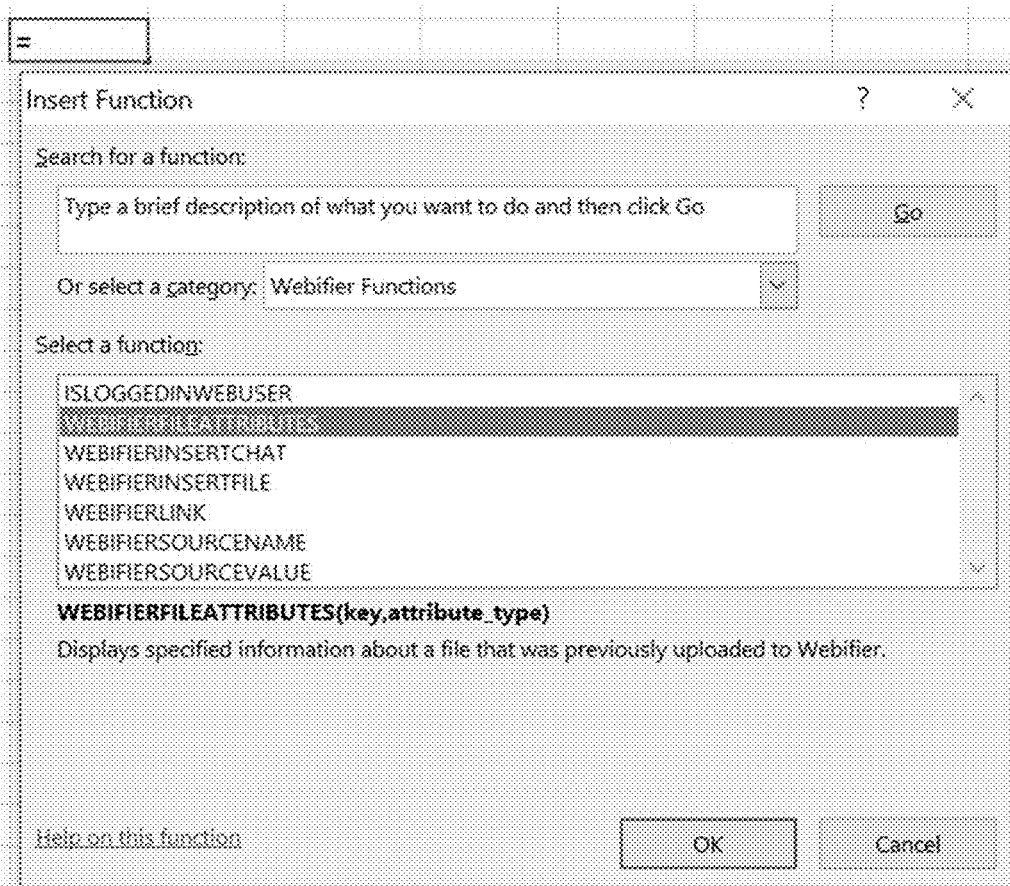 =
Insert Function ? ×
Search for a function:
Type a brief description of what you want to do and then click Go
Go
Or select a category: Webifier Functions
Select a function:
ISLOGGEDINWEBUSER
WEBIFIERFILEATTRIBUTES
WEBIFIERINSERTCHAT
WEBIFIERINSERTFILE
WEBIFIERLINK
WEBIFIERSOURCENAME
WEBIFIERSOURCEVALUE
WEBIFIERFILEATTRIBUTES(key,attribute_type)
Displays specified information about a file that was previously uploaded to Webifier.
Help on this function
OK
Cancel